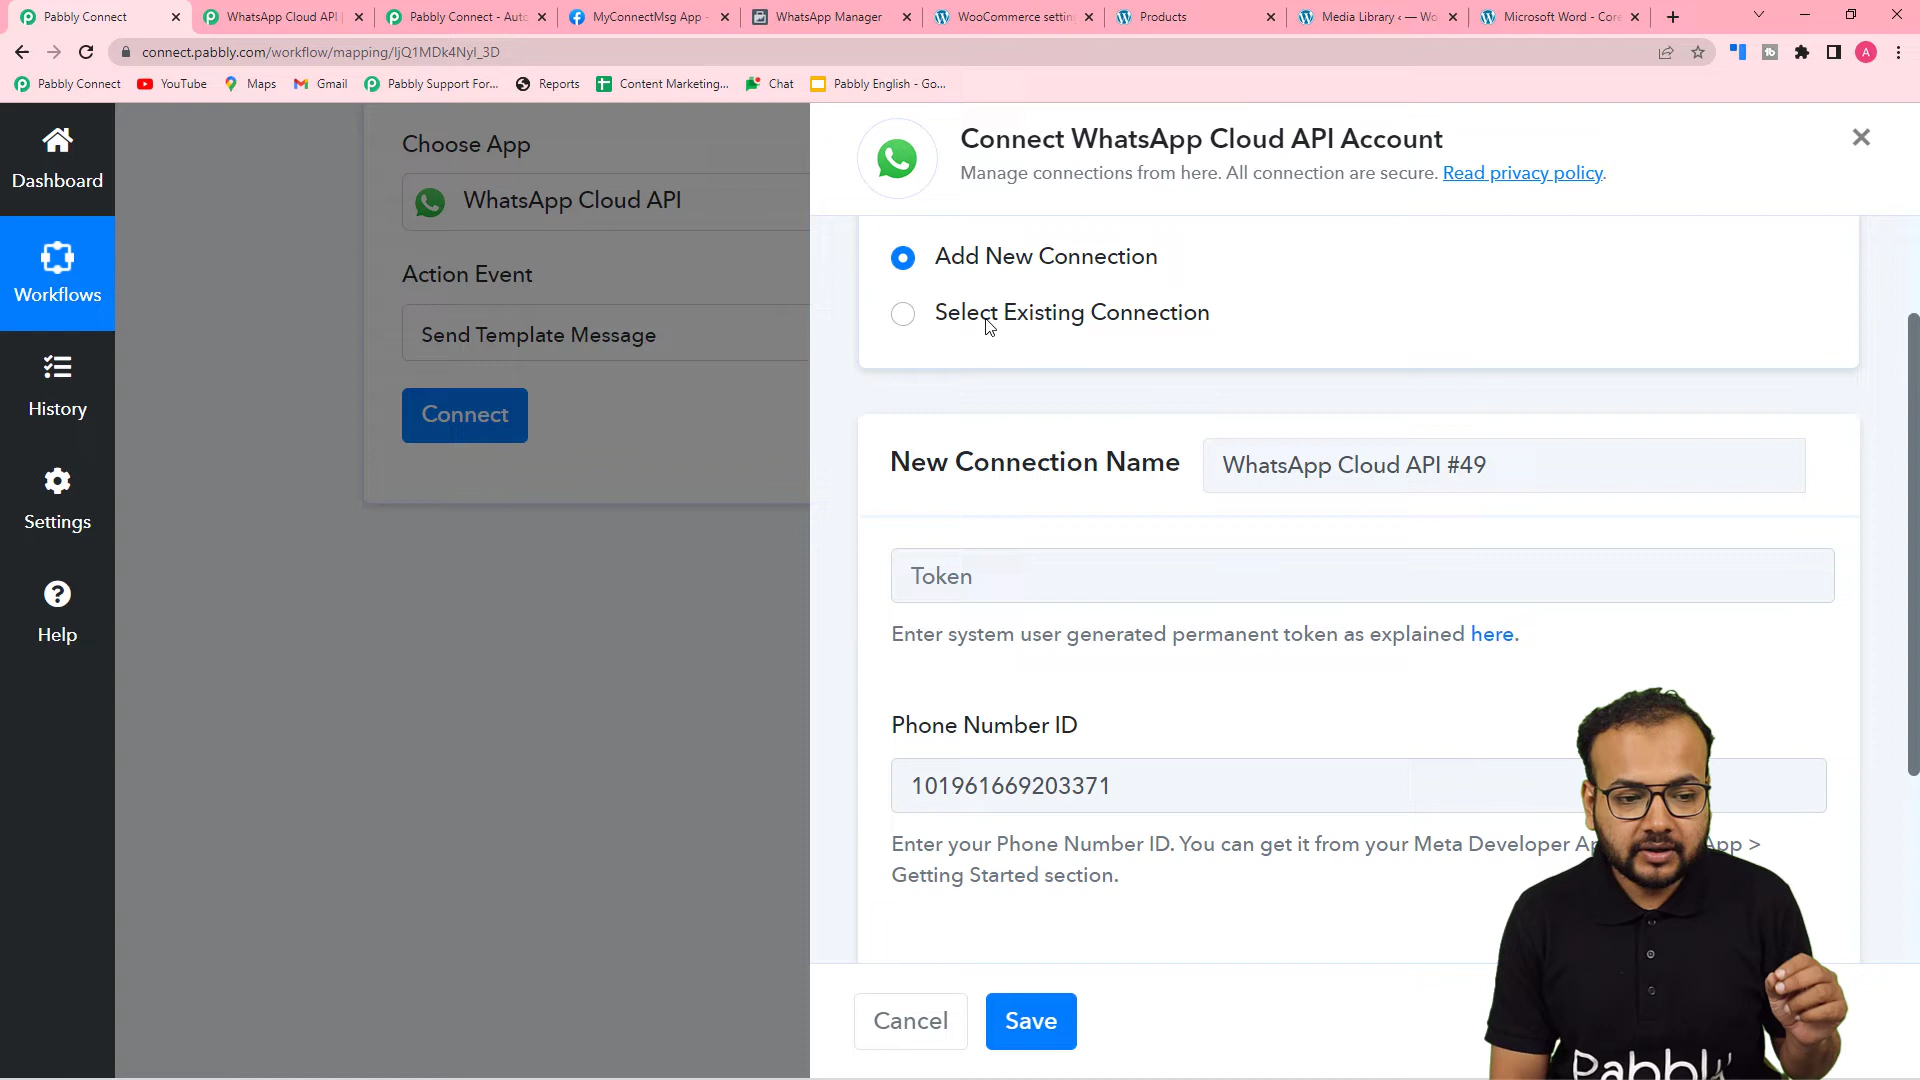 Pabbly Connect
WhatsApp Cloud API |
Pabbly Connect - Auto
MyConnectMsg App -
WhatsApp Manager
WooCommerce settin
Products
Media Library ‹ — Wo
Microsoft Word - Core
connect.pabbly.com/workflow/mapping/IjQ1MDk4NyI_3D
A
Pabbly Connect
YouTube
Maps
Gmail
Pabbly Support For...
Reports
Content Marketing...
Chat
Pabbly English - Go...
Dashboard
Workflows
History
Settings
Help
Choose App
WhatsApp Cloud API
Action Event
Send Template Message
Connect
Connect WhatsApp Cloud API Account
Manage connections from here. All connection are secure. Read privacy policy.
Add New Connection
Select Existing Connection
New Connection Name
WhatsApp Cloud API #49
Token
Enter system user generated permanent token as explained here.
Phone Number ID
101961669203371
Enter your Phone Number ID. You can get it from your Meta Developer App >
Getting Started section.
Cancel
Save
Pabbly